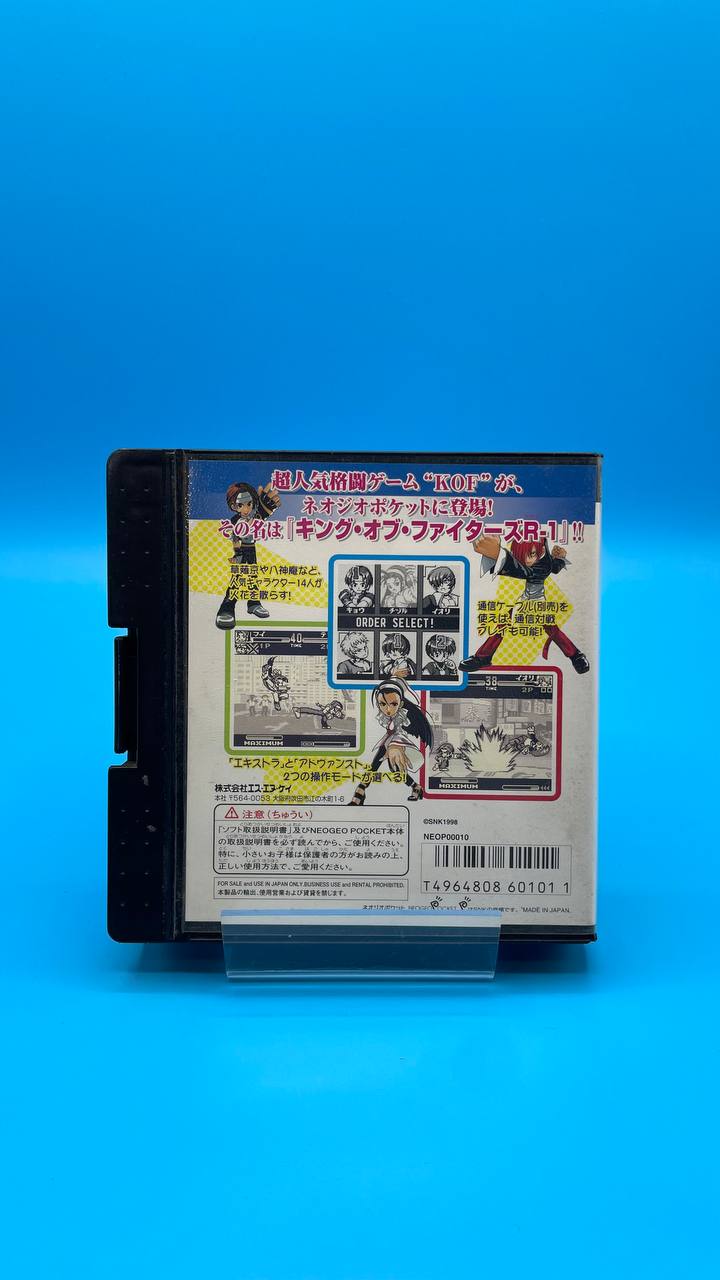 超人気格闘ゲーム“KOF”が、
ネオジオポケットに登場!
その名は『キング・オブ・ファイターズR-1』!!
草薙京や八神庵など、
人気キャラクター14人が
火花を散らす!
キョウ
チヅル
イオリ
ORDER SELECT!
1
2
通信ケーブル(別売)を
使えば、通信対戦
プレイも可能!
マイ
40
TIME
1P
MAXIMUM
38
TIME
イオリ
2P
MAXIMUM
「エキストラ」と「アドヴァンスト」、
2つの操作モードが選べる!
株式会社エス・エヌ・ケイ
本社 〒564-0053 大阪府吹田市江の木町1-6
注意(ちゅうい)
「ソフト取扱説明書」及びNEOGEO POCKET本体
の取扱説明書を必ず読んでから、ご使用ください。
特に、小さいお子様は保護者の方がお読みの上、
正しい使用方法で、ご愛用ください。
FOR SALE and USE IN JAPAN ONLY.BUSINESS USE and RENTAL PROHIBITED.
本製品の輸出、使用営業および賃貸を禁じます。
©SNK1998
NEOP00010
T4964808 60101 1
MADE IN JAPAN.